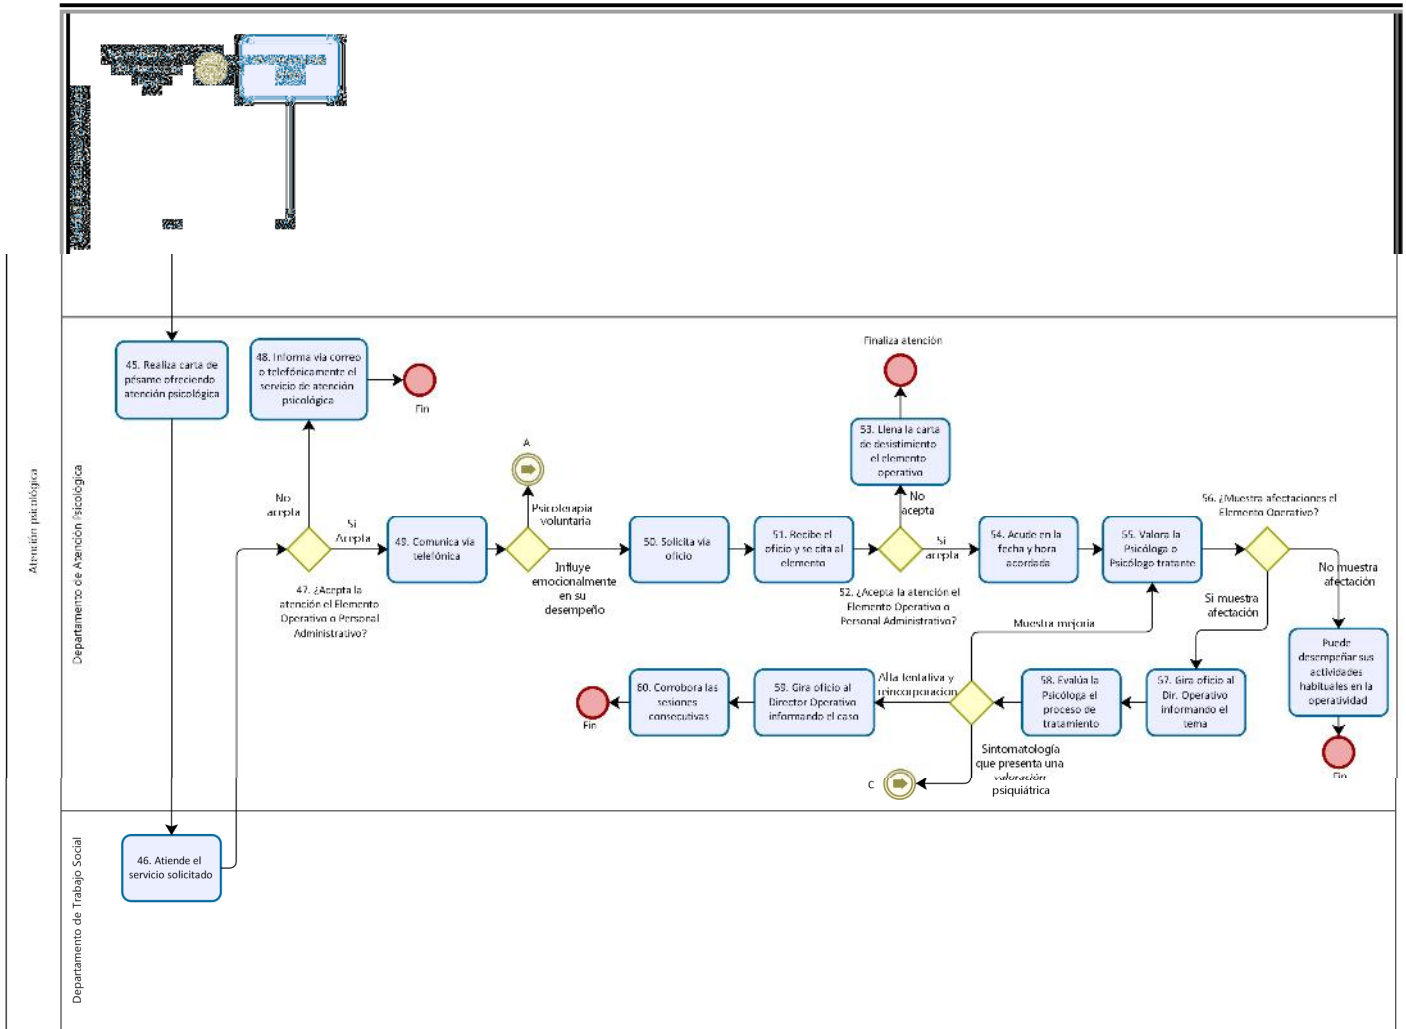 Atención psicológica
Departamento de Atención Psicológica
45. Realiza carta de
pésame ofreciendo
atención psicológica
48. Informa vía correo
o telefónicamente el
servicio de atención
psicológica
Fin
No
acepta
Si
Acepta
47. ¿Acepta la
atención el Elemento
Operativo o Personal
Administrativo?
49. Comunica vía
telefónica
A
Psicoterapia
voluntaria
Influye
emocionalmente
en su
desempeño
50. Solicita vía
oficio
51. Recibe el
oficio y se cita al
elemento
Finaliza atención
53. Llena la carta
de desistimiento
el elemento
operativo
No
acepta
Si
acepta
52. ¿Acepta la atención el
Elemento Operativo o
Personal Administrativo?
54. Acude en la
fecha y hora
acordada
55. Valora la
Psicóloga o
Psicólogo tratante
56. ¿Muestra afectaciones el
Elemento Operativo?
No muestra
afectación
Si muestra
afectación
Puede
desempeñar sus
actividades
habituales en la
operatividad
Fin
57. Gira oficio al
Dir. Operativo
informando el
tema
58. Evalúa la
Psicóloga el
proceso de
tratamiento
Muestra mejoría
Alta tentativa y
reincorporación
59. Gira oficio al
Director Operativo
informando el caso
60. Corrobora las
sesiones
consecutivas
Fin
Sintomatología
que presenta una
valoración
psiquiátrica
C
Departamento de Trabajo Social
46. Atiende el
servicio solicitado